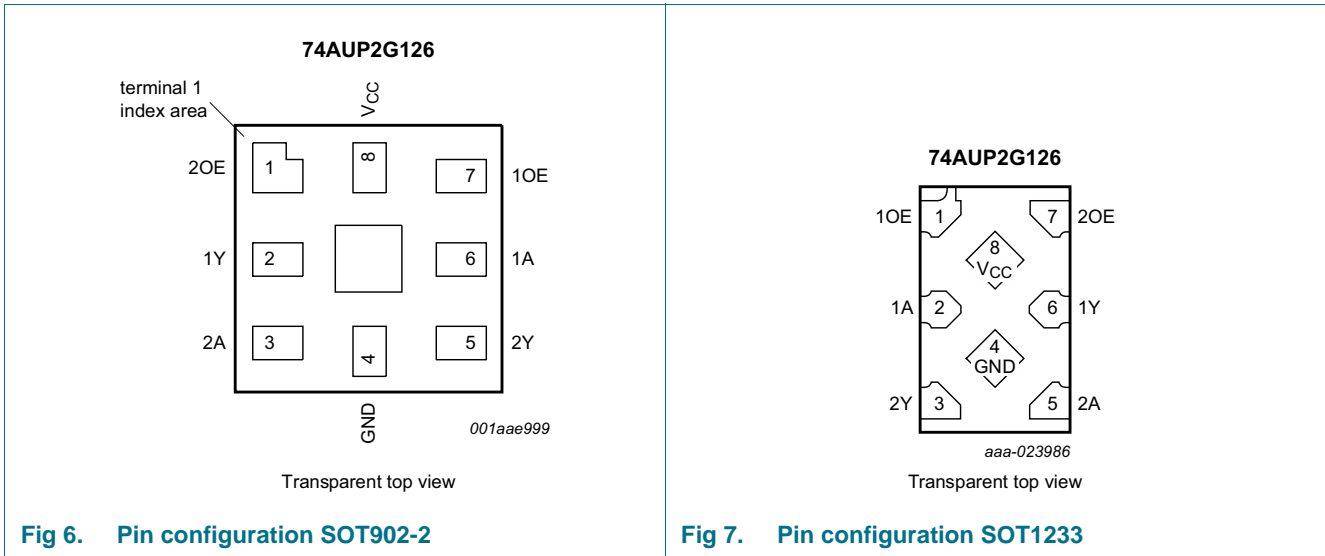 74AUP2G126
terminal 1
index area
VCC
2OE 1 8 7 1OE
1Y 2 6 1A
2A 3 4 5 2Y
GND
001aae999
Transparent top view
Fig 6. Pin configuration SOT902-2
74AUP2G126
1OE 1 7 2OE
8
VCC
1A 2 6 1Y
4
GND
2Y 3 5 2A
aaa-023986
Transparent top view
Fig 7. Pin configuration SOT1233